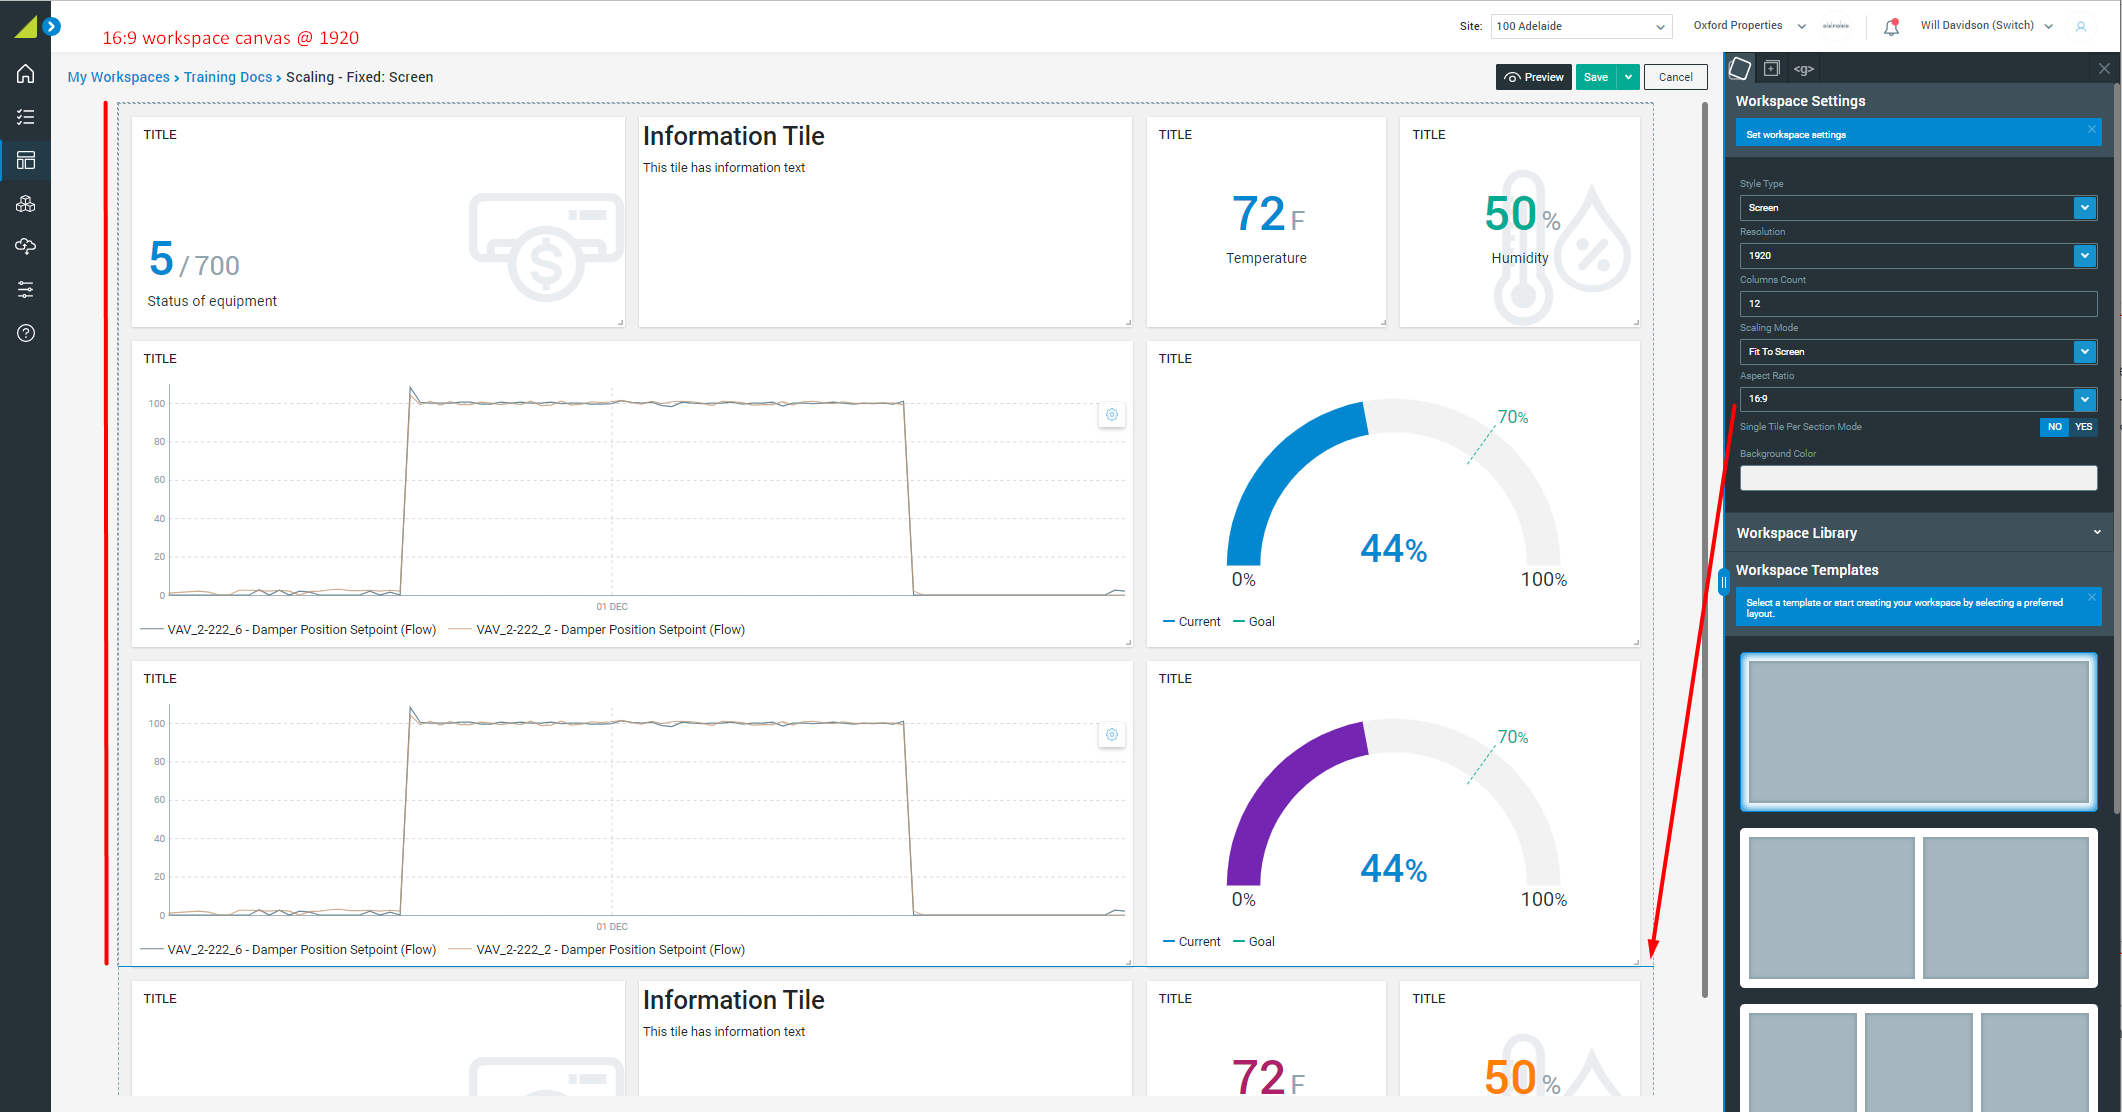 16:9 workspace canvas @ 1920
Site: 100 Adelaide
Oxford Properties
Will Davidson (Switch)
My Workspaces › Training Docs › Scaling - Fixed: Screen
Preview
Save
Cancel
TITLE
5 / 700
Status of equipment
Information Tile
This tile has information text
TITLE
72 F
Temperature
TITLE
50 %
Humidity
TITLE
100
80
60
40
20
0
01 DEC
VAV_2-222_6 - Damper Position Setpoint (Flow)
VAV_2-222_2 - Damper Position Setpoint (Flow)
TITLE
70%
44%
0%
100%
Current
Goal
TITLE
100
80
60
40
20
0
01 DEC
VAV_2-222_6 - Damper Position Setpoint (Flow)
VAV_2-222_2 - Damper Position Setpoint (Flow)
TITLE
70%
44%
0%
100%
Current
Goal
TITLE
Information Tile
This tile has information text
TITLE
72 F
TITLE
50 %
<g>
Workspace Settings
Set workspace settings
Style Type
Screen
Resolution
1920
Columns Count
12
Scaling Mode
Fit To Screen
Aspect Ratio
16:9
Single Tile Per Section Mode
NO YES
Background Color
Workspace Library
Workspace Templates
Select a template or start creating your workspace by selecting a preferred
layout.